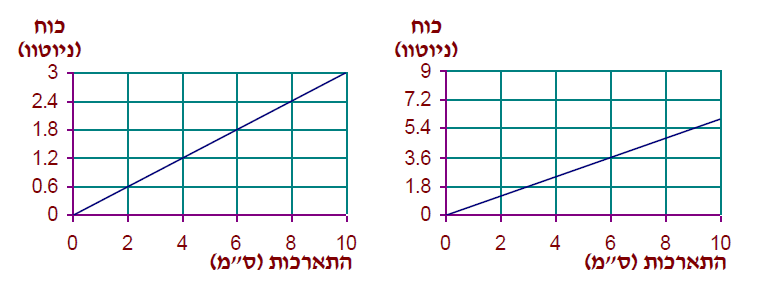 כוח
(ניוטון)
3
2.4
1.8
1.2
0.6
0
0 2 4 6 8 10
התארכות (ס״מ)
כוח
(ניוטון)
9
7.2
5.4
3.6
1.8
0
0 2 4 6 8 10
התארכות (ס״מ)